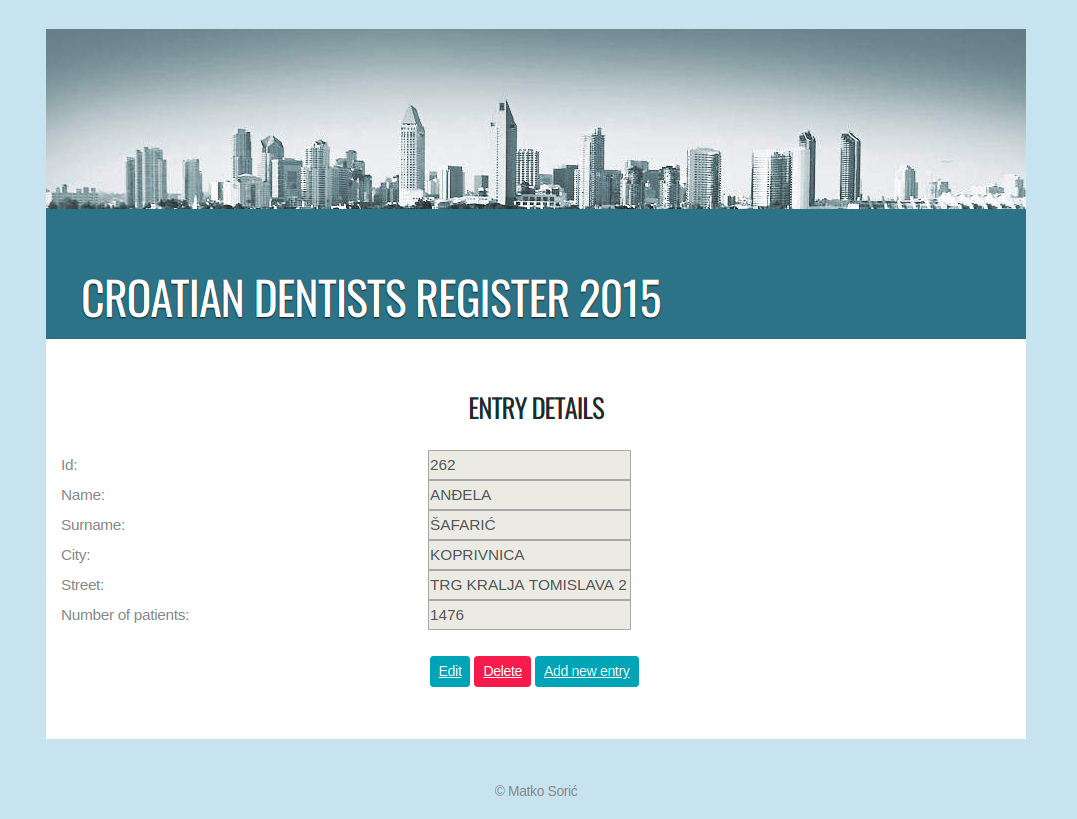 CROATIAN DENTISTS REGISTER 2015
ENTRY DETAILS
Id: 262
Name: ANĐELA
Surname: ŠAFARIĆ
City: KOPRIVNICA
Street: TRG KRALJA TOMISLAVA 2
Number of patients: 1476
Edit Delete Add new entry
© Matko Sorić